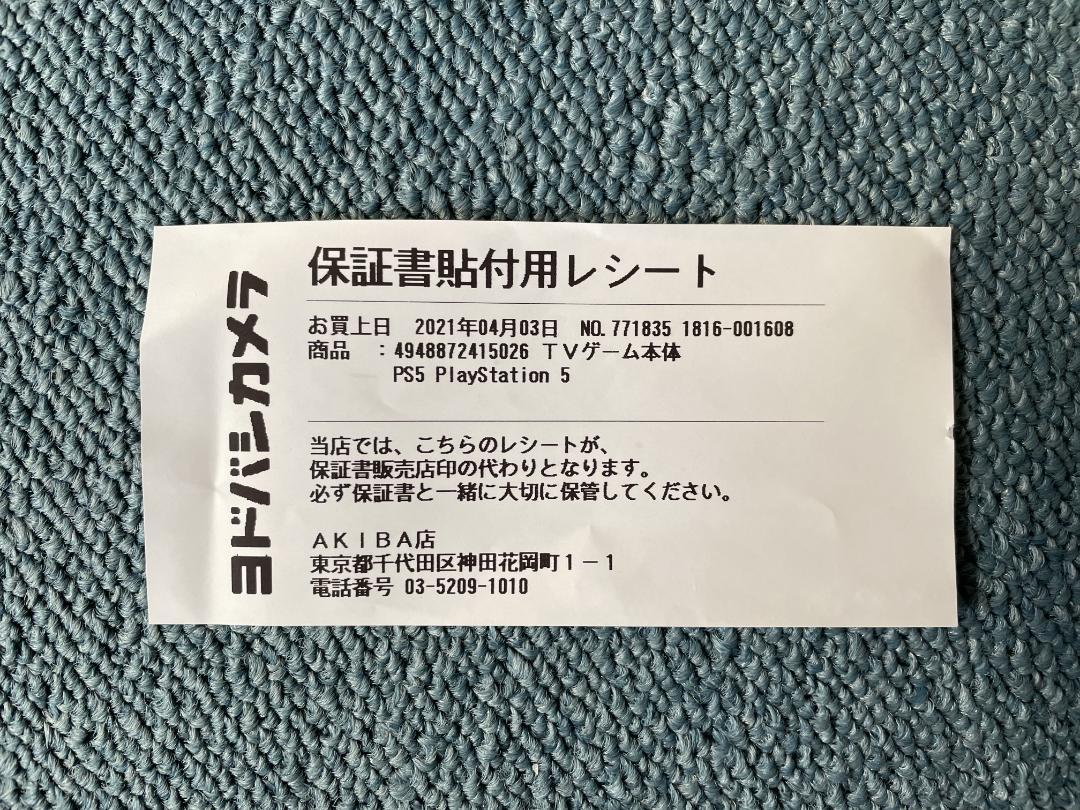 ヨドバシカメラ
保証書貼付用レシート
お買上日 2021年04月03日 NO.771835 1816-001608
商品 :4948872415026 TVゲーム本体
PS5 PlayStation 5
当店では、こちらのレシートが、
保証書販売店印の代わりとなります。
必ず保証書と一緒に大切に保管してください。
AKIBA店
東京都千代田区神田花岡町1-1
電話番号 03-5209-1010